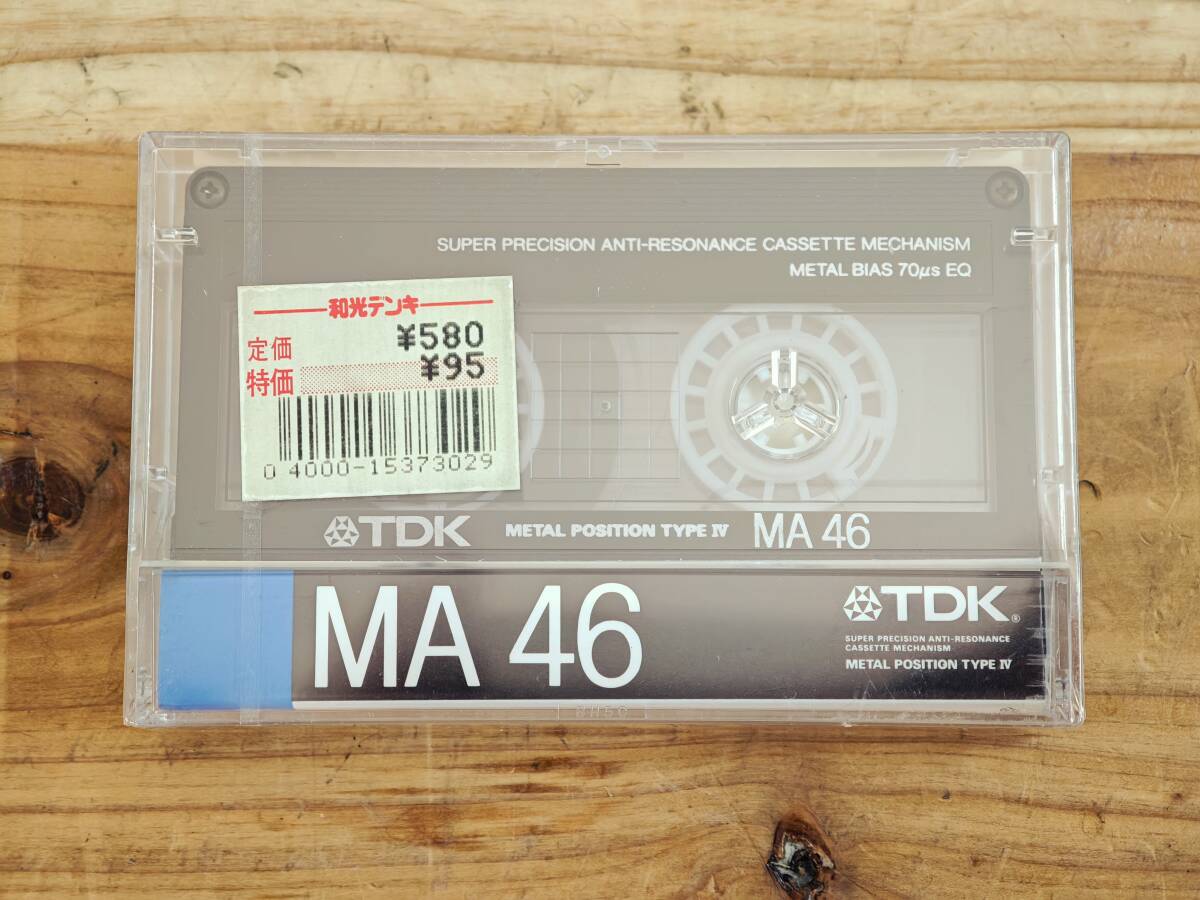 SUPER PRECISION ANTI-RESONANCE CASSETTE MECHANISM
METAL BIAS 70µs EQ
和光デンキ
定価 ¥580
特価 ¥95
0 4000-15373029
TDK METAL POSITION TYPE Ⅳ MA 46
MA 46
TDK®
SUPER PRECISION ANTI-RESONANCE
CASSETTE MECHANISM
METAL POSITION TYPE Ⅳ